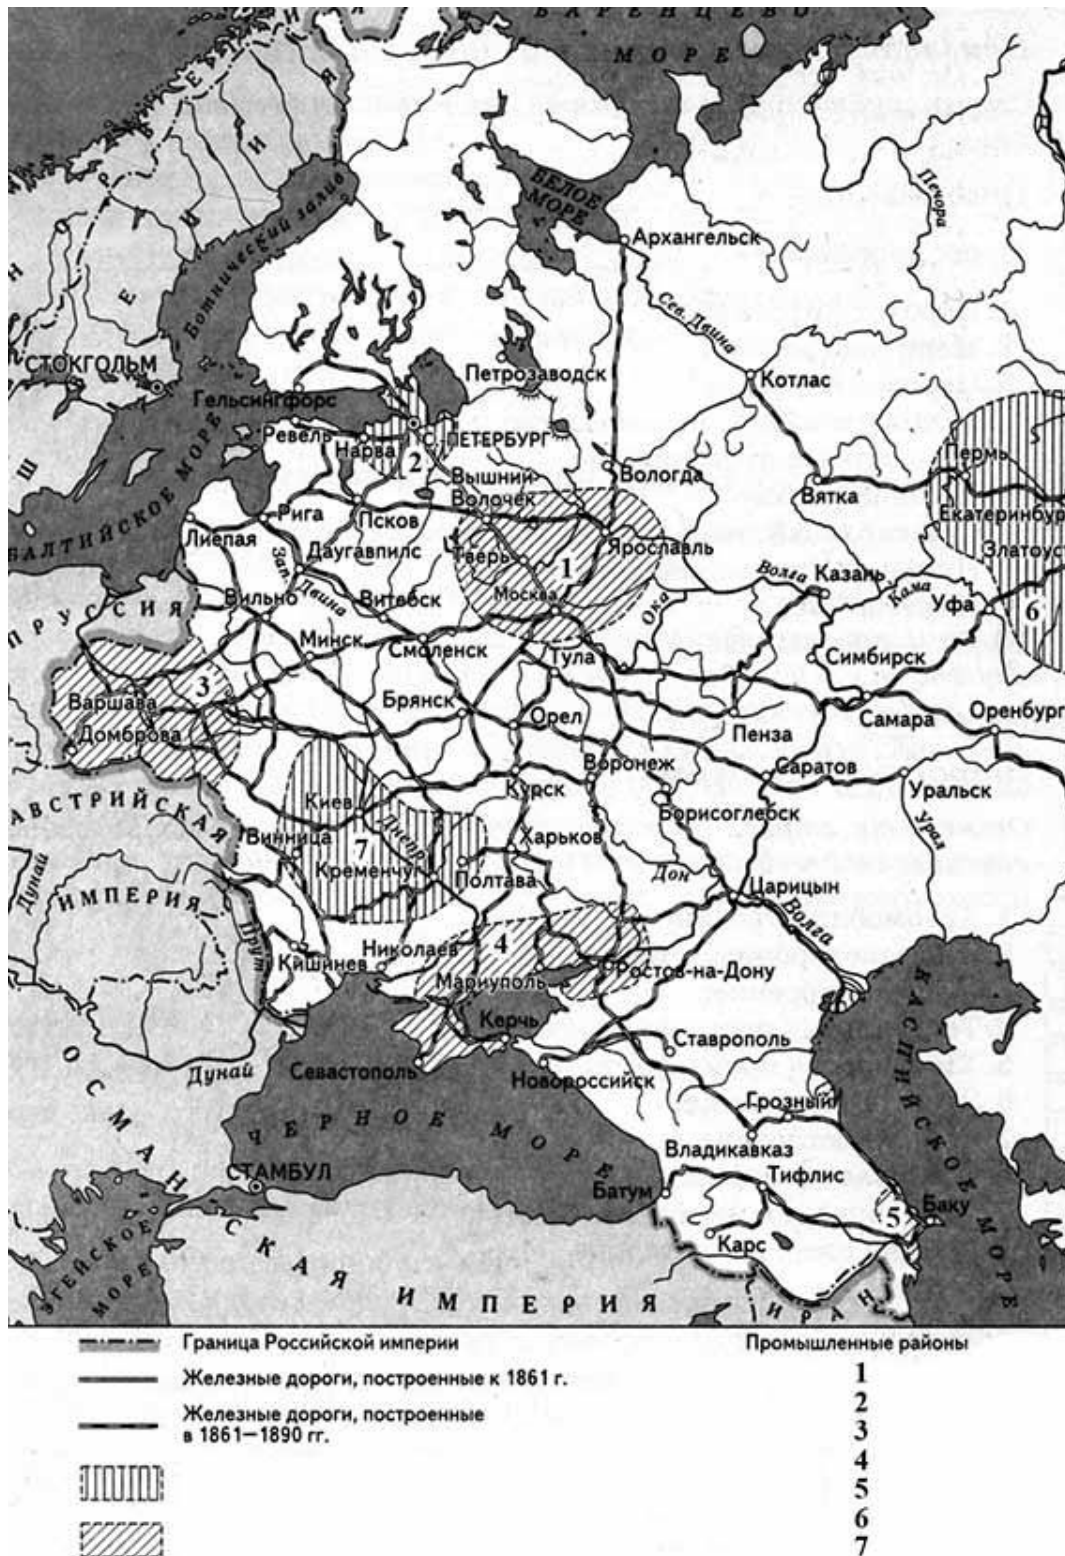 БАРЕНЦЕВО
МОРЕ
Печора
БЕЛОЕ
МОРЕ
Архангельск
Ботнический залив
Сев. Двина
СТОКГОЛЬМ
Петрозаводск
Котлас
Гельсингфорс
Ревель
С.-ПЕТЕРБУРГ
Нарва
2
Вышний-
Волочек
Вологда
Вятка
Пермь
БАЛТИЙСКОЕ МОРЕ
Рига
Псков
Екатеринбург
Лиепая
Даугавпилс
Тверь
Ярославль
Златоуст
1
Зап. Двина
Москва
Волга
Казань
Кама
Ока
Уфа
6
ПРУССИЯ
Вильно
Витебск
Минск
Смоленск
Тула
Симбирск
3
Варшава
Брянск
Орел
Пенза
Самара
Оренбург
Домброва
Воронеж
Саратов
АВСТРИЙСКАЯ
Киев
Курск
Борисоглебск
Уральск
Урал
Винница
Днепр
Харьков
7
Кременчуг
Полтава
Дон
Царицын
Дунай
ИМПЕРИЯ
Волга
Прут
Николаев
4
Кишинев
Мариуполь
Ростов-на-Дону
Керчь
Ставрополь
Дунай
Севастополь
Новороссийск
КАСПИЙСКОЕ МОРЕ
Грозный
ЧЕРНОЕ МОРЕ
Владикавказ
СТАМБУЛ
Тифлис
Батум
Баку
5
Карс
ЭГЕЙСКОЕ
МОРЕ
ОСМАНСКАЯ ИМПЕРИЯ
ИРАН
Граница Российской империи
Железные дороги, построенные к 1861 г.
Железные дороги, построенные
в 1861—1890 гг.
Промышленные районы
1
2
3
4
5
6
7